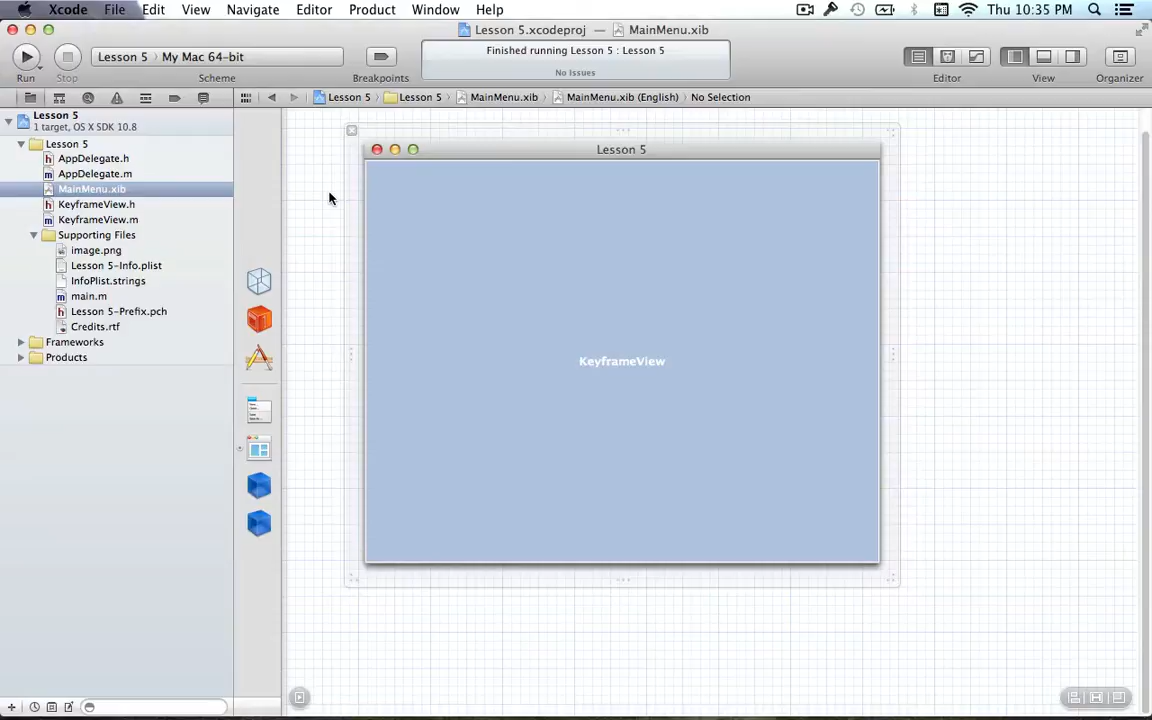 Xcode File Edit View Navigate Editor Product Window Help Thu 10:35 PM
Lesson 5.xcodeproj — MainMenu.xib
Lesson 5 My Mac 64-bit
Finished running Lesson 5 : Lesson 5
No Issues
Run Stop Scheme Breakpoints Editor View Organizer
Lesson 5 Lesson 5 MainMenu.xib MainMenu.xib (English) No Selection
Lesson 5
1 target, OS X SDK 10.8
Lesson 5
AppDelegate.h
AppDelegate.m
MainMenu.xib
KeyframeView.h
KeyframeView.m
Supporting Files
image.png
Lesson 5-Info.plist
InfoPlist.strings
main.m
Lesson 5-Prefix.pch
Credits.rtf
Frameworks
Products
Lesson 5
KeyframeView